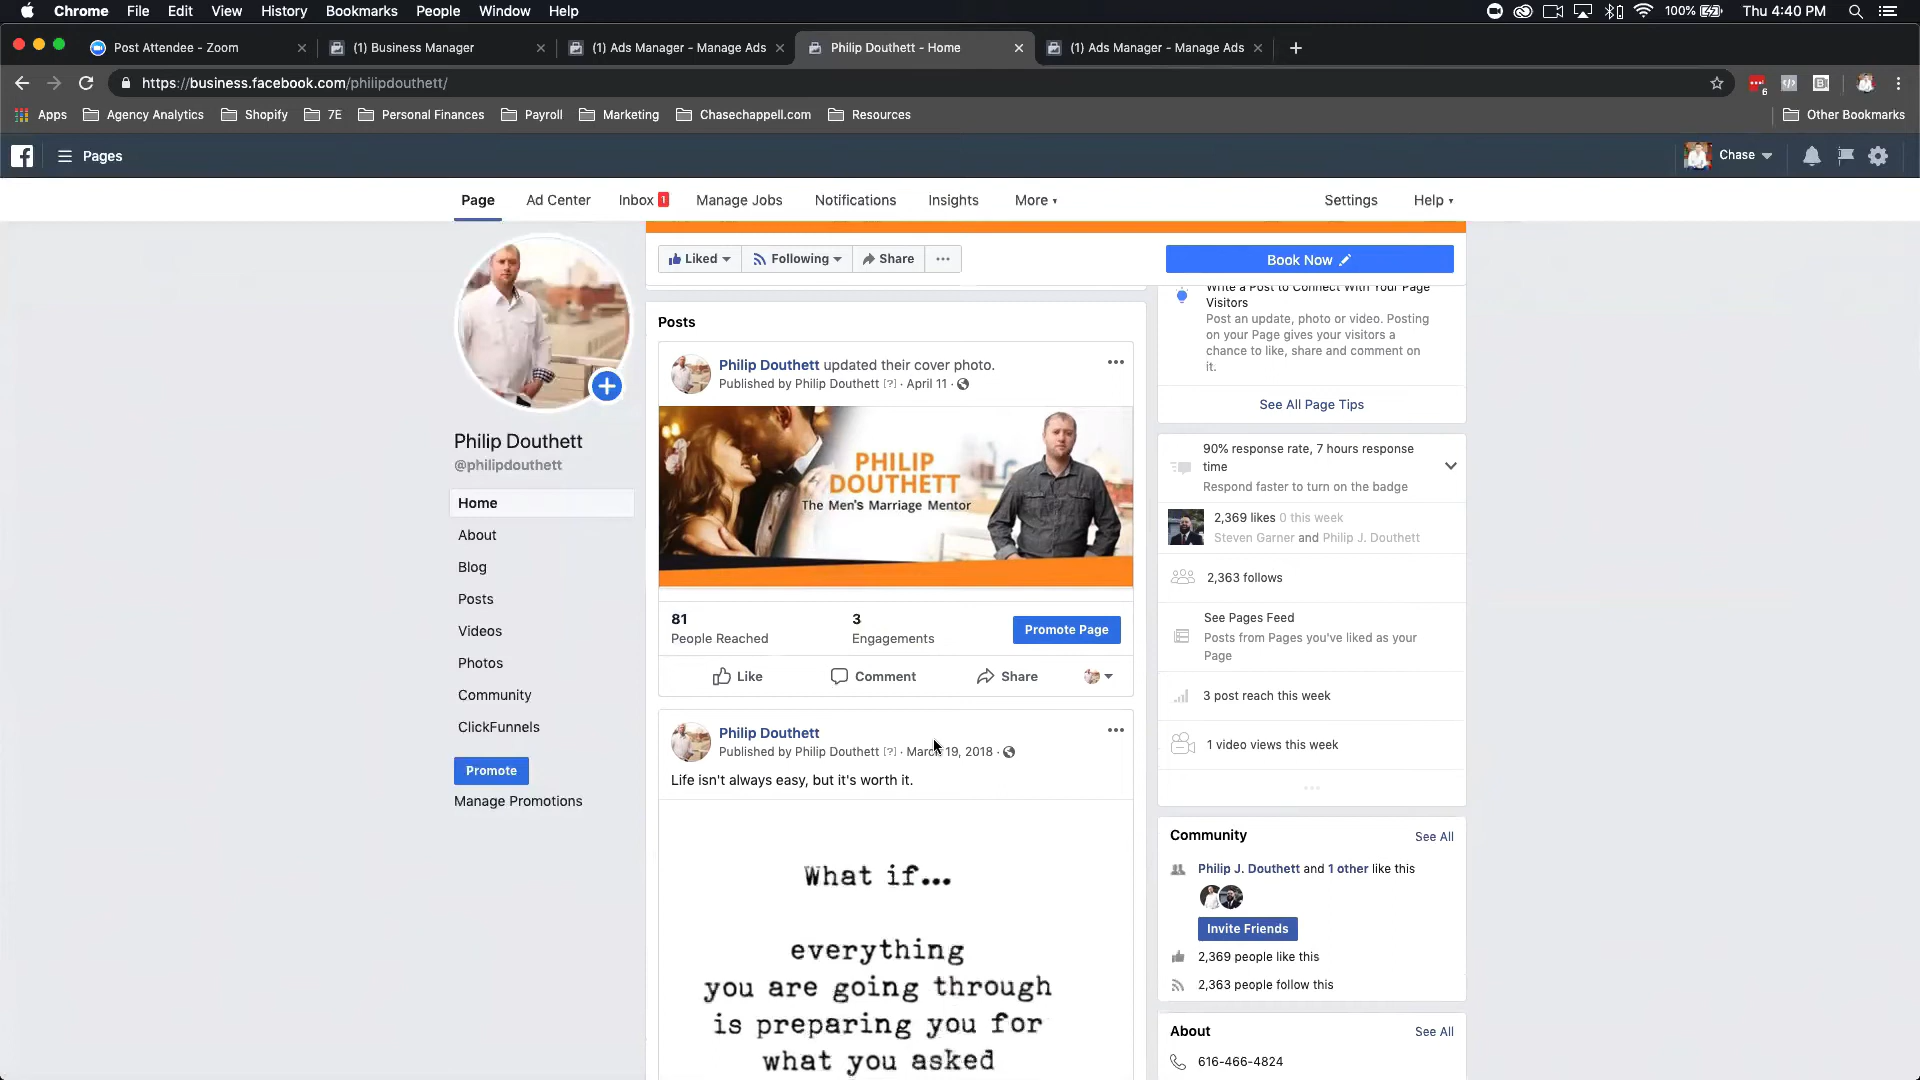 Chrome File Edit View History Bookmarks People Window Help
100% Thu 4:40 PM
Post Attendee - Zoom
(1) Business Manager
(1) Ads Manager - Manage Ads
Philip Douthett - Home
(1) Ads Manager - Manage Ads
https://business.facebook.com/philipdouthett/
6
Apps Agency Analytics Shopify 7E Personal Finances Payroll Marketing Chasechappell.com Resources Other Bookmarks
Pages
Chase
Page Ad Center Inbox 1 Manage Jobs Notifications Insights More Settings Help
Liked Following Share ...
Book Now
Philip Douthett
@philipdouthett
Home
About
Blog
Posts
Videos
Photos
Community
ClickFunnels
Promote
Manage Promotions
Posts
Philip Douthett updated their cover photo.
Published by Philip Douthett [?] · April 11 ·
PHILIP
DOUTHETT
The Men's Marriage Mentor
81
People Reached
3
Engagements
Promote Page
Like Comment Share
Philip Douthett
Published by Philip Douthett [?] · March 19, 2018 ·
Life isn't always easy, but it's worth it.
What if...
everything
you are going through
is preparing you for
what you asked
Write a Post to Connect With Your Page
Visitors
Post an update, photo or video. Posting
on your Page gives your visitors a
chance to like, share and comment on
it.
See All Page Tips
90% response rate, 7 hours response
time
Respond faster to turn on the badge
2,369 likes 0 this week
Steven Garner and Philip J. Douthett
2,363 follows
See Pages Feed
Posts from Pages you've liked as your
Page
3 post reach this week
1 video views this week
Community See All
Philip J. Douthett and 1 other like this
Invite Friends
2,369 people like this
2,363 people follow this
About See All
616-466-4824